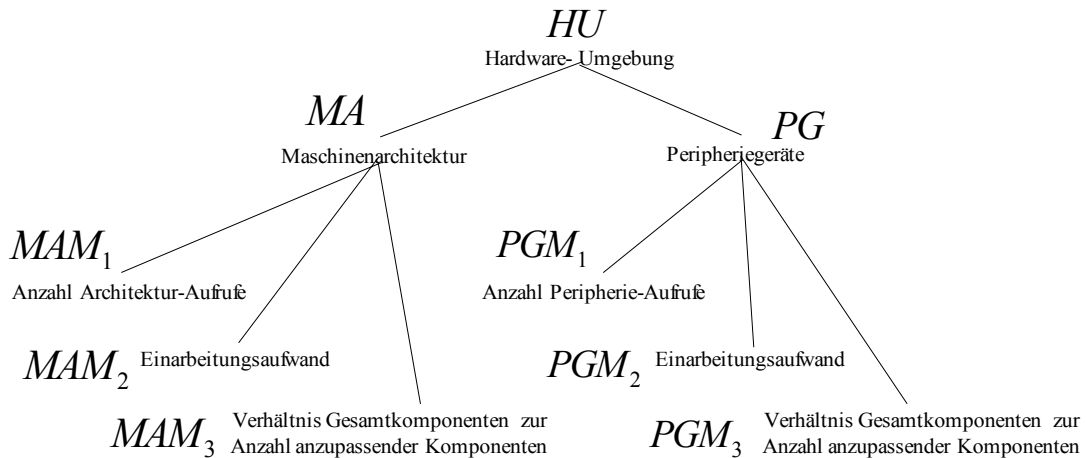 HU
Hardware- Umgebung
MA
Maschinenarchitektur
PG
Peripheriegeräte
MAM₁
Anzahl Architektur-Aufrufe
PGM₁
Anzahl Peripherie-Aufrufe
MAM₂
Einarbeitungsaufwand
PGM₂
Einarbeitungsaufwand
MAM₃
Verhältnis Gesamtkomponenten zur
Anzahl anzupassender Komponenten
PGM₃
Verhältnis Gesamtkomponenten zur
Anzahl anzupassender Komponenten